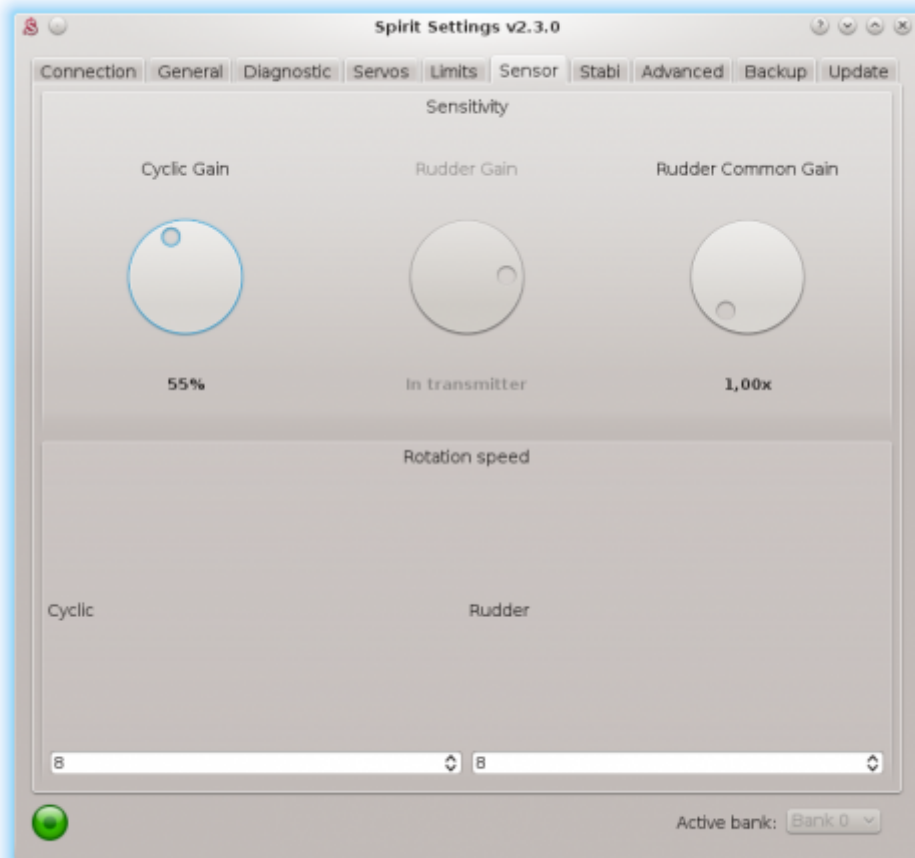 Spirit Settings v2.3.0
Connection General Diagnostic Servos Limits Sensor Stabi Advanced Backup Update
Sensitivity
Cyclic Gain Rudder Gain Rudder Common Gain
55% In transmitter 1,00x
Rotation speed
Cyclic Rudder
8 8
Active bank: Bank 0